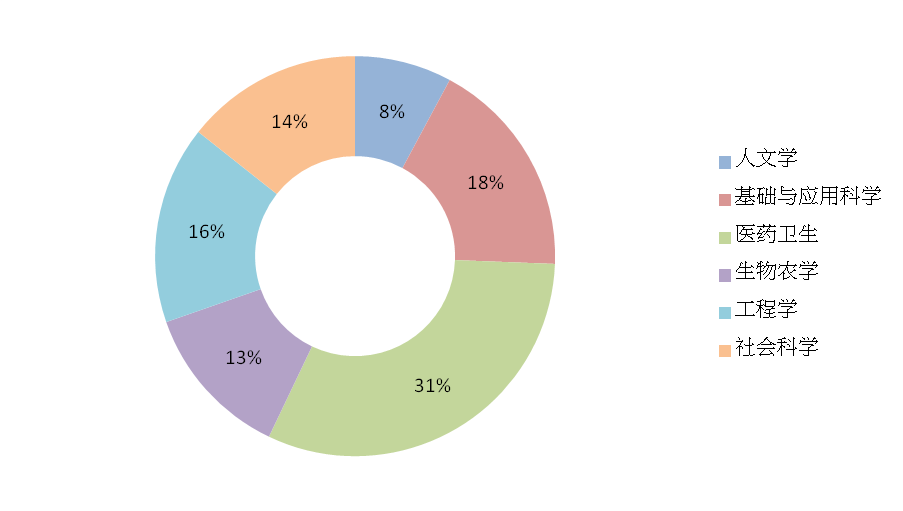 8%
18%
31%
13%
16%
14%
人文学
基础与应用科学
医药卫生
生物农学
工程学
社会科学